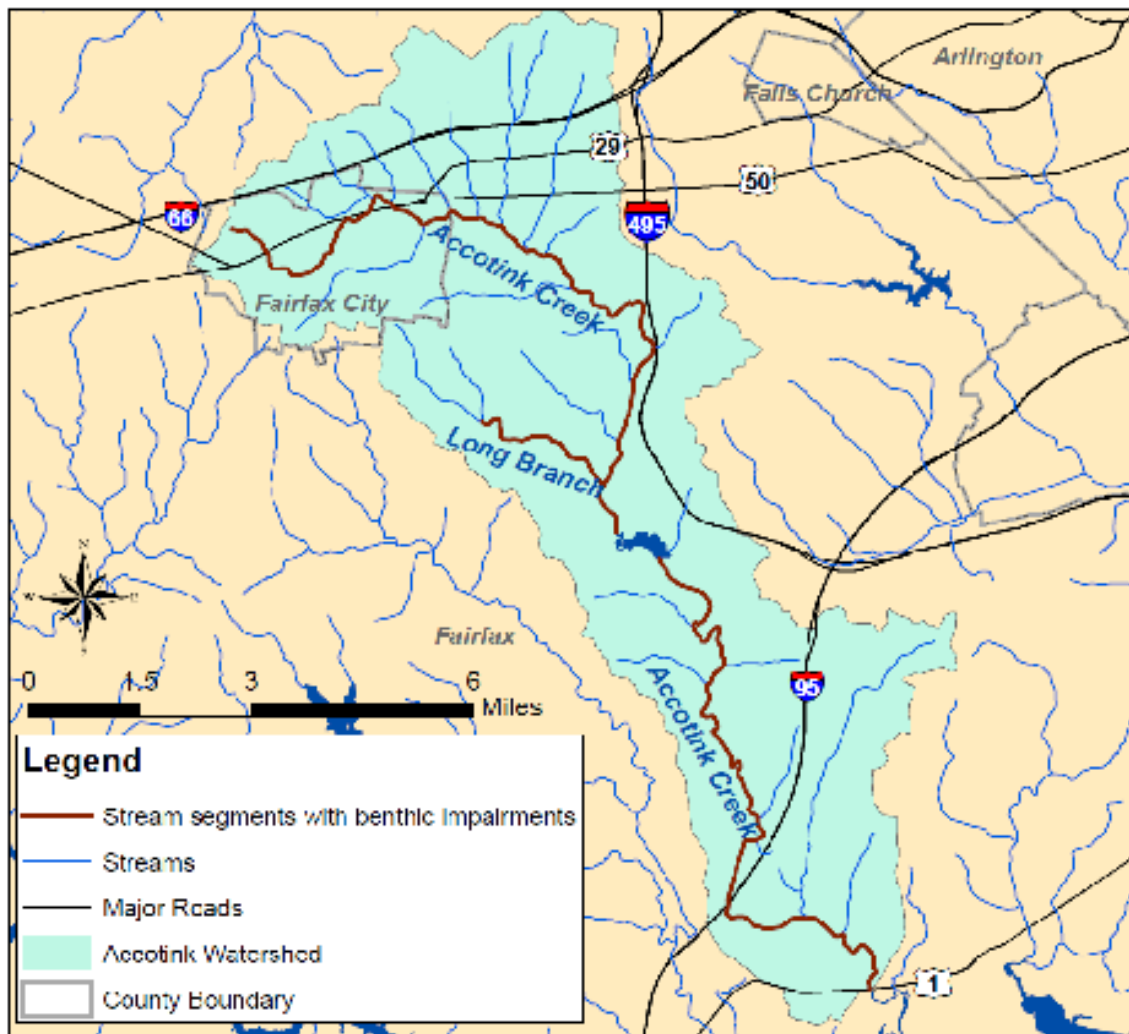 Arlington
Falls Church
29
50
66
495
Accotink Creek
Fairfax City
Long Branch
N
W
E
S
Fairfax
0
1.5
3
6
Miles
95
Accotink Creek
Legend
Stream segments with benthic Impairments
Streams
Major Roads
Accotink Watershed
County Boundary
1